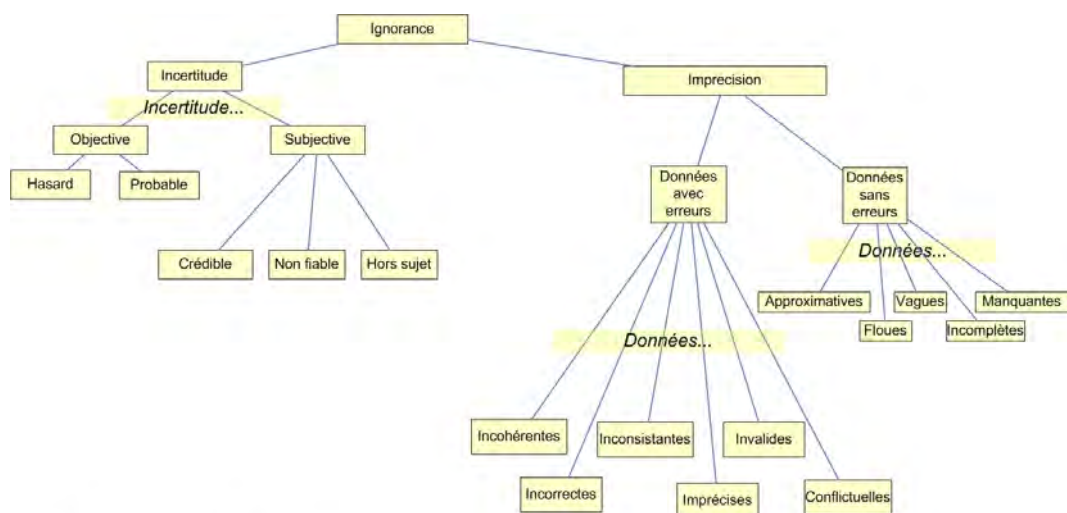 Ignorance
Incertitude
Imprecision
Incertitude...
Objective
Subjective
Hasard
Probable
Données
avec
erreurs
Données
sans
erreurs
Crédible
Non fiable
Hors sujet
Données...
Approximatives
Vagues
Manquantes
Floues
Incomplètes
Données...
Incohérentes
Inconsistantes
Invalides
Incorrectes
Imprécises
Conflictuelles